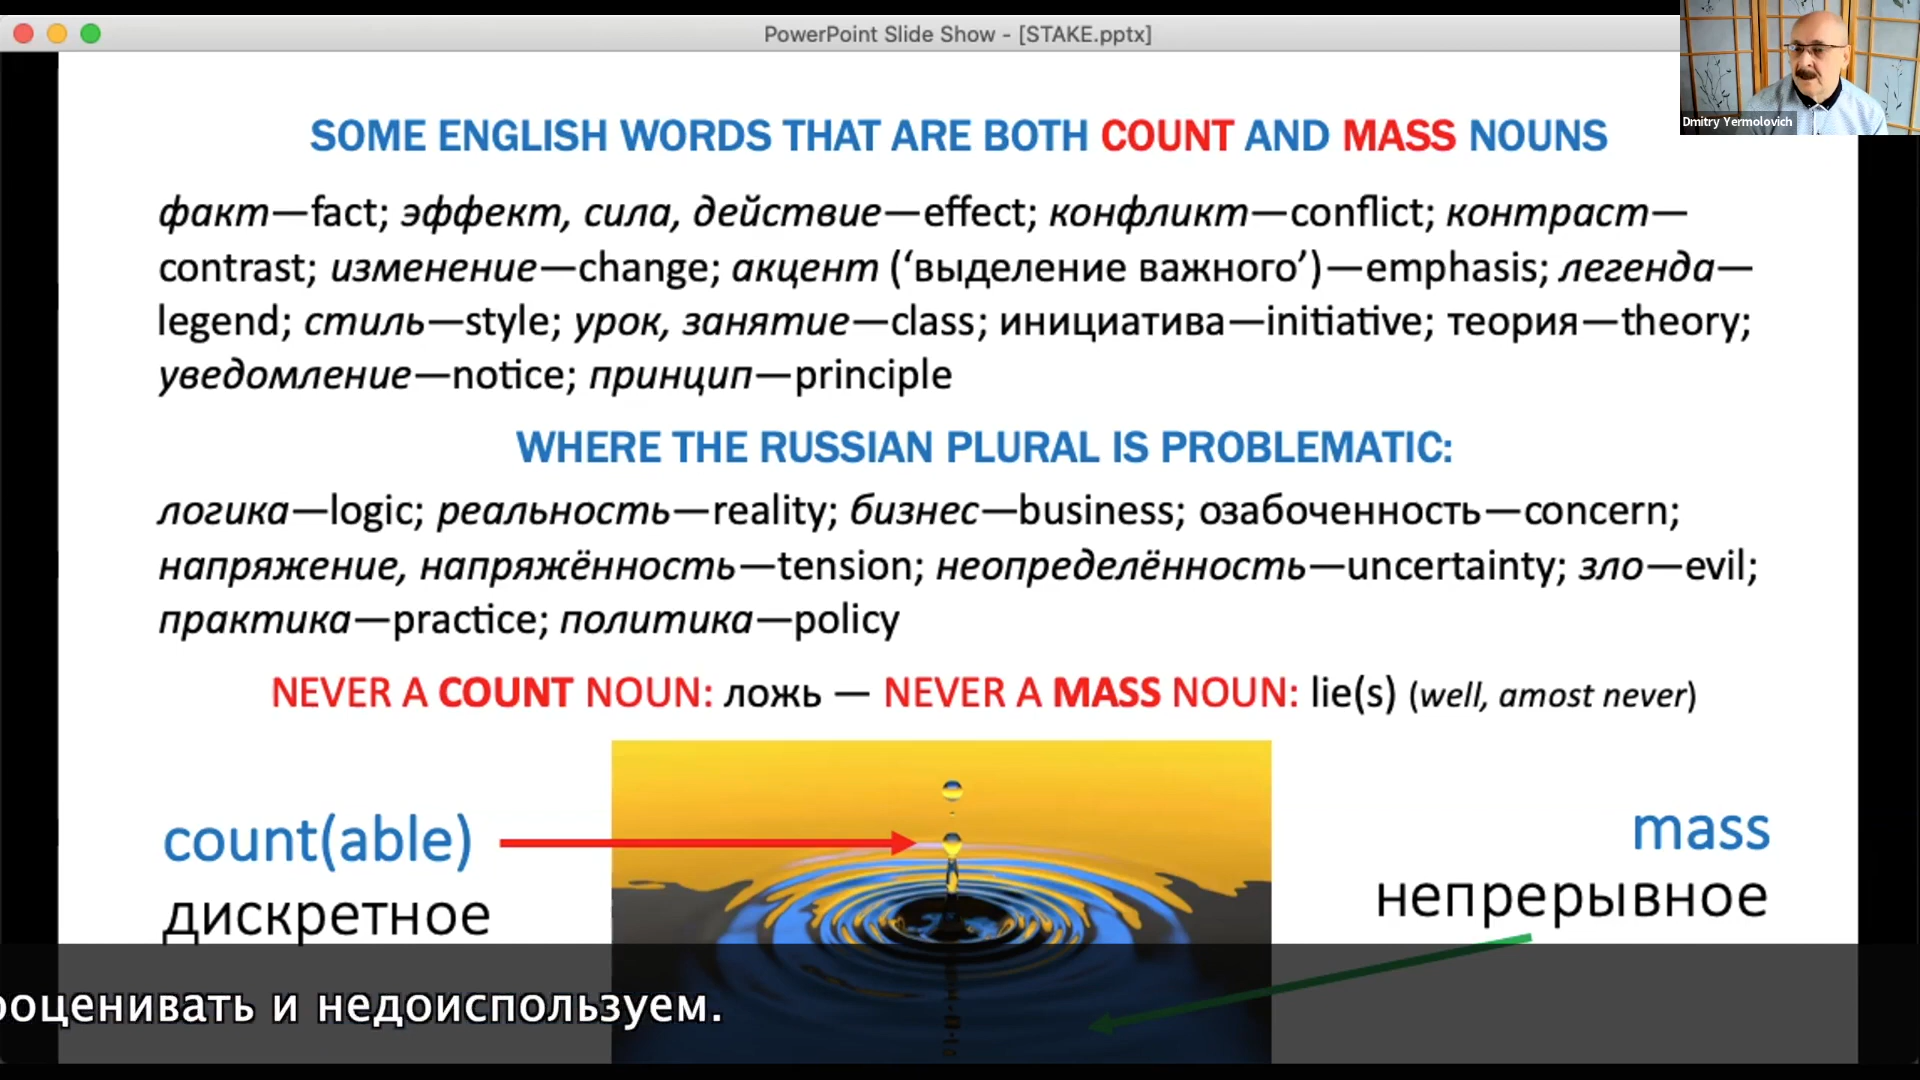 PowerPoint Slide Show - [STAKE.pptx]
Dmitry Yermolovich
SOME ENGLISH WORDS THAT ARE BOTH COUNT AND MASS NOUNS
факт—fact; эффект, сила, действие—effect; конфликт—conflict; контраст—
contrast; изменение—change; акцент (‘выделение важного’)—emphasis; легенда—
legend; стиль—style; урок, занятие—class; инициатива—initiative; теория—theory;
уведомление—notice; принцип—principle
WHERE THE RUSSIAN PLURAL IS PROBLEMATIC:
логика—logic; реальность—reality; бизнес—business; озабоченность—concern;
напряжение, напряжённость—tension; неопределённость—uncertainty; зло—evil;
практика—practice; политика—policy
NEVER A COUNT NOUN: ложь — NEVER A MASS NOUN: lie(s) (well, amost never)
count(able)
дискретное
mass
непрерывное
и недоиспользуем.